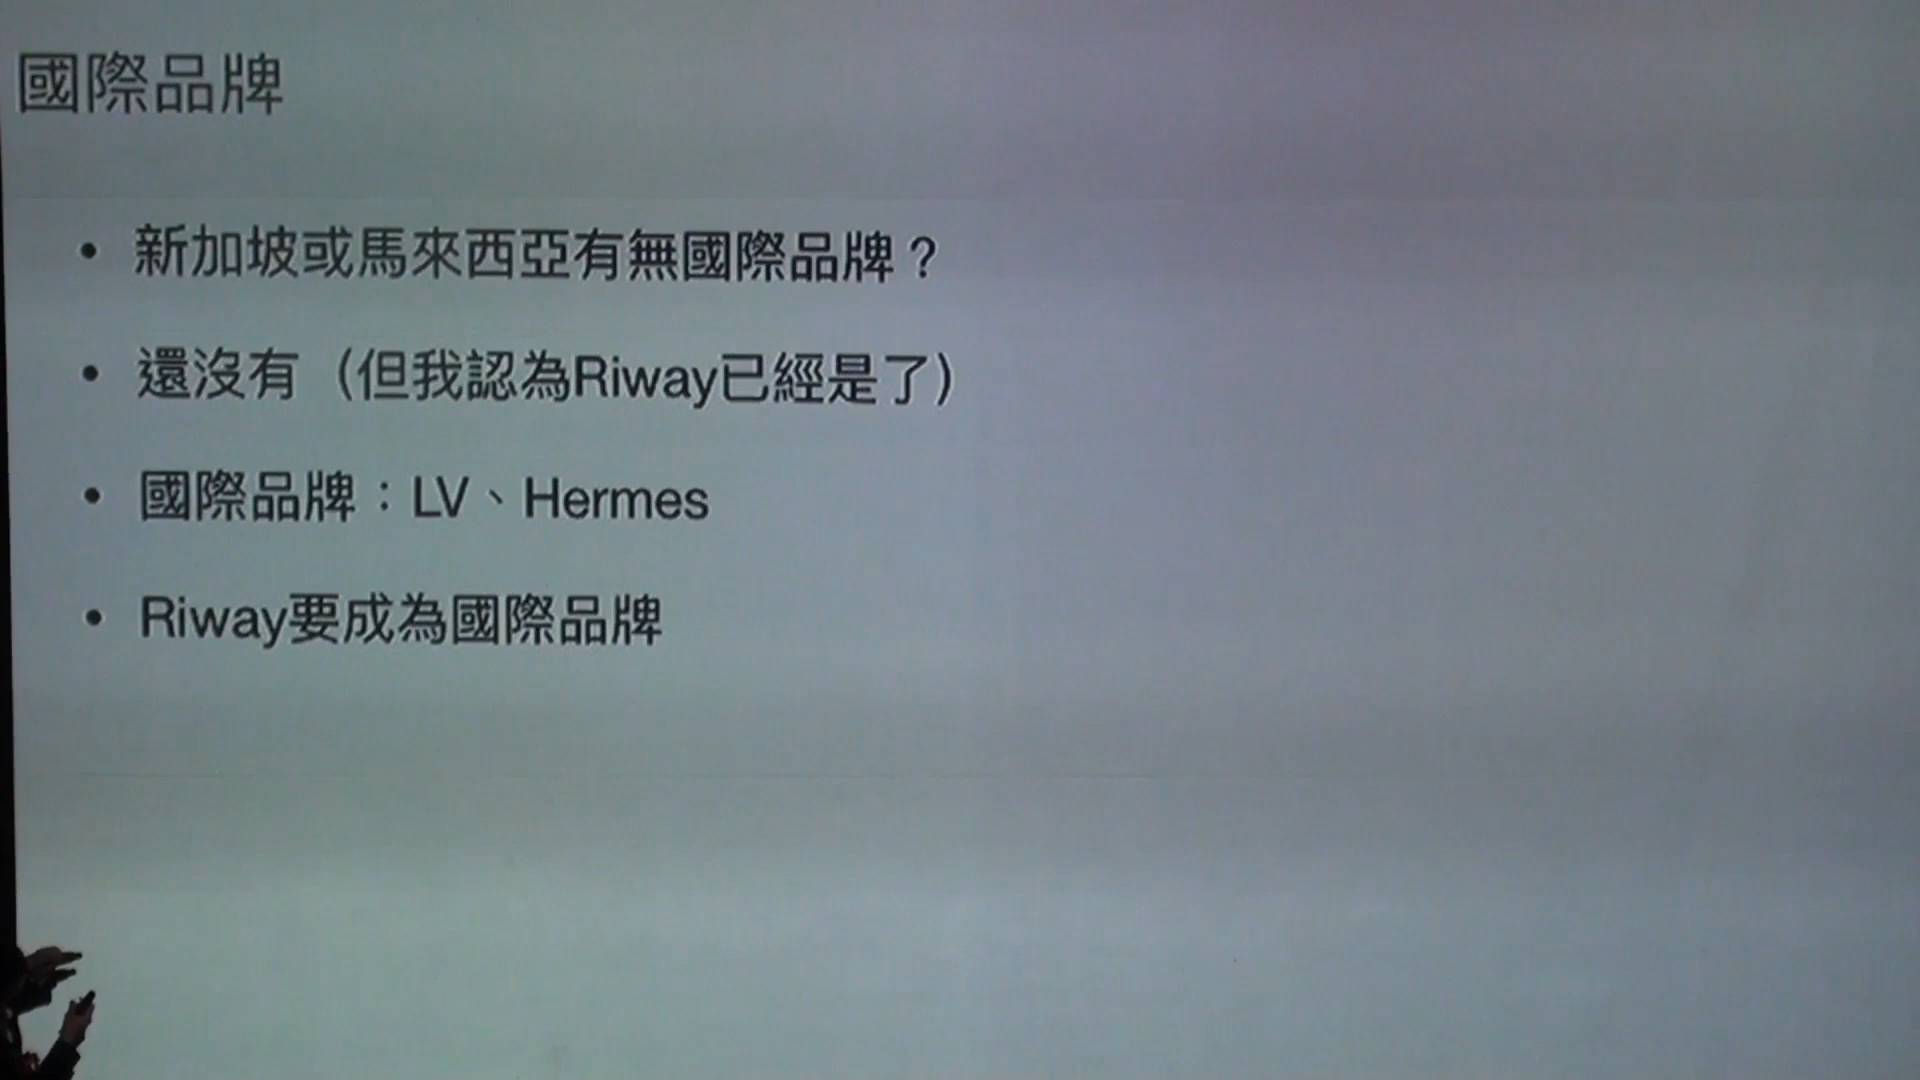 國際品牌
• 新加坡或馬來西亞有無國際品牌？
• 還沒有（但我認為Riway已經是了）
• 國際品牌：LV、Hermes
• Riway要成為國際品牌